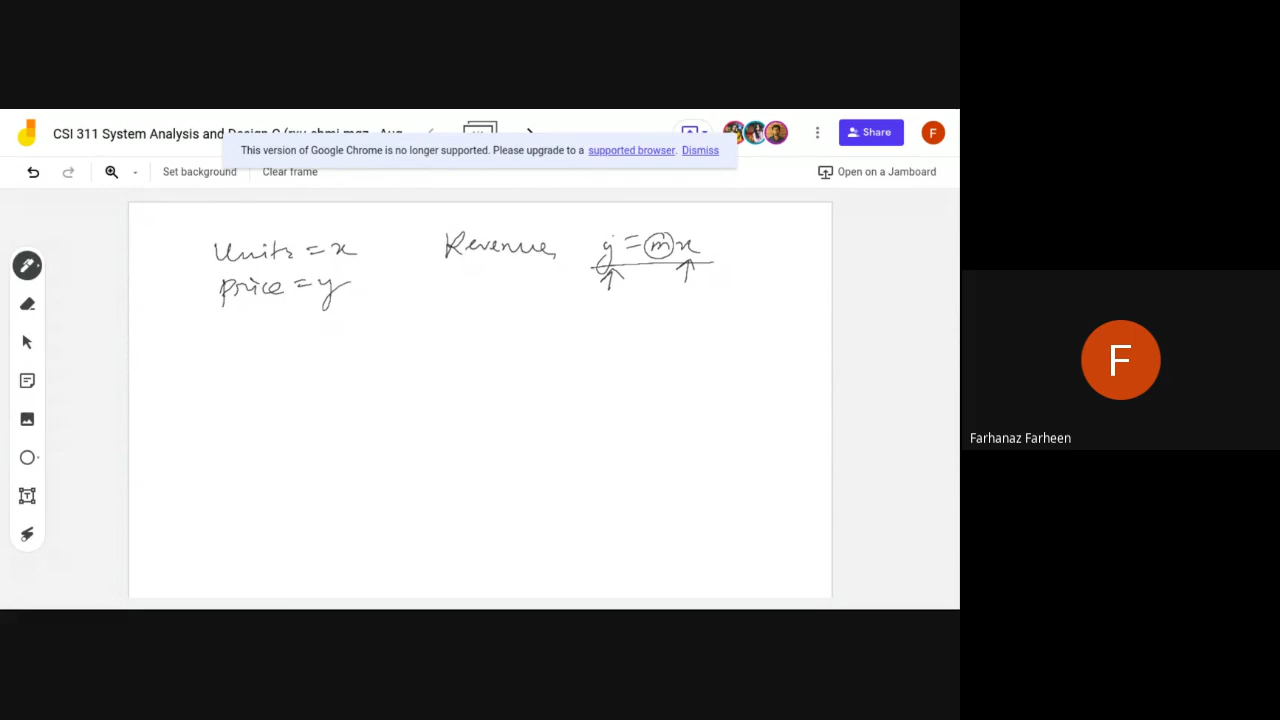 CSI 311 System Analysis and Design
This version of Google Chrome is no longer supported. Please upgrade to a supported browser. Dismiss
Share
F
Set background
Clear frame
Open on a Jamboard
Units = x
Revenue, y = mx
price = y
F
Farhanaz Farheen